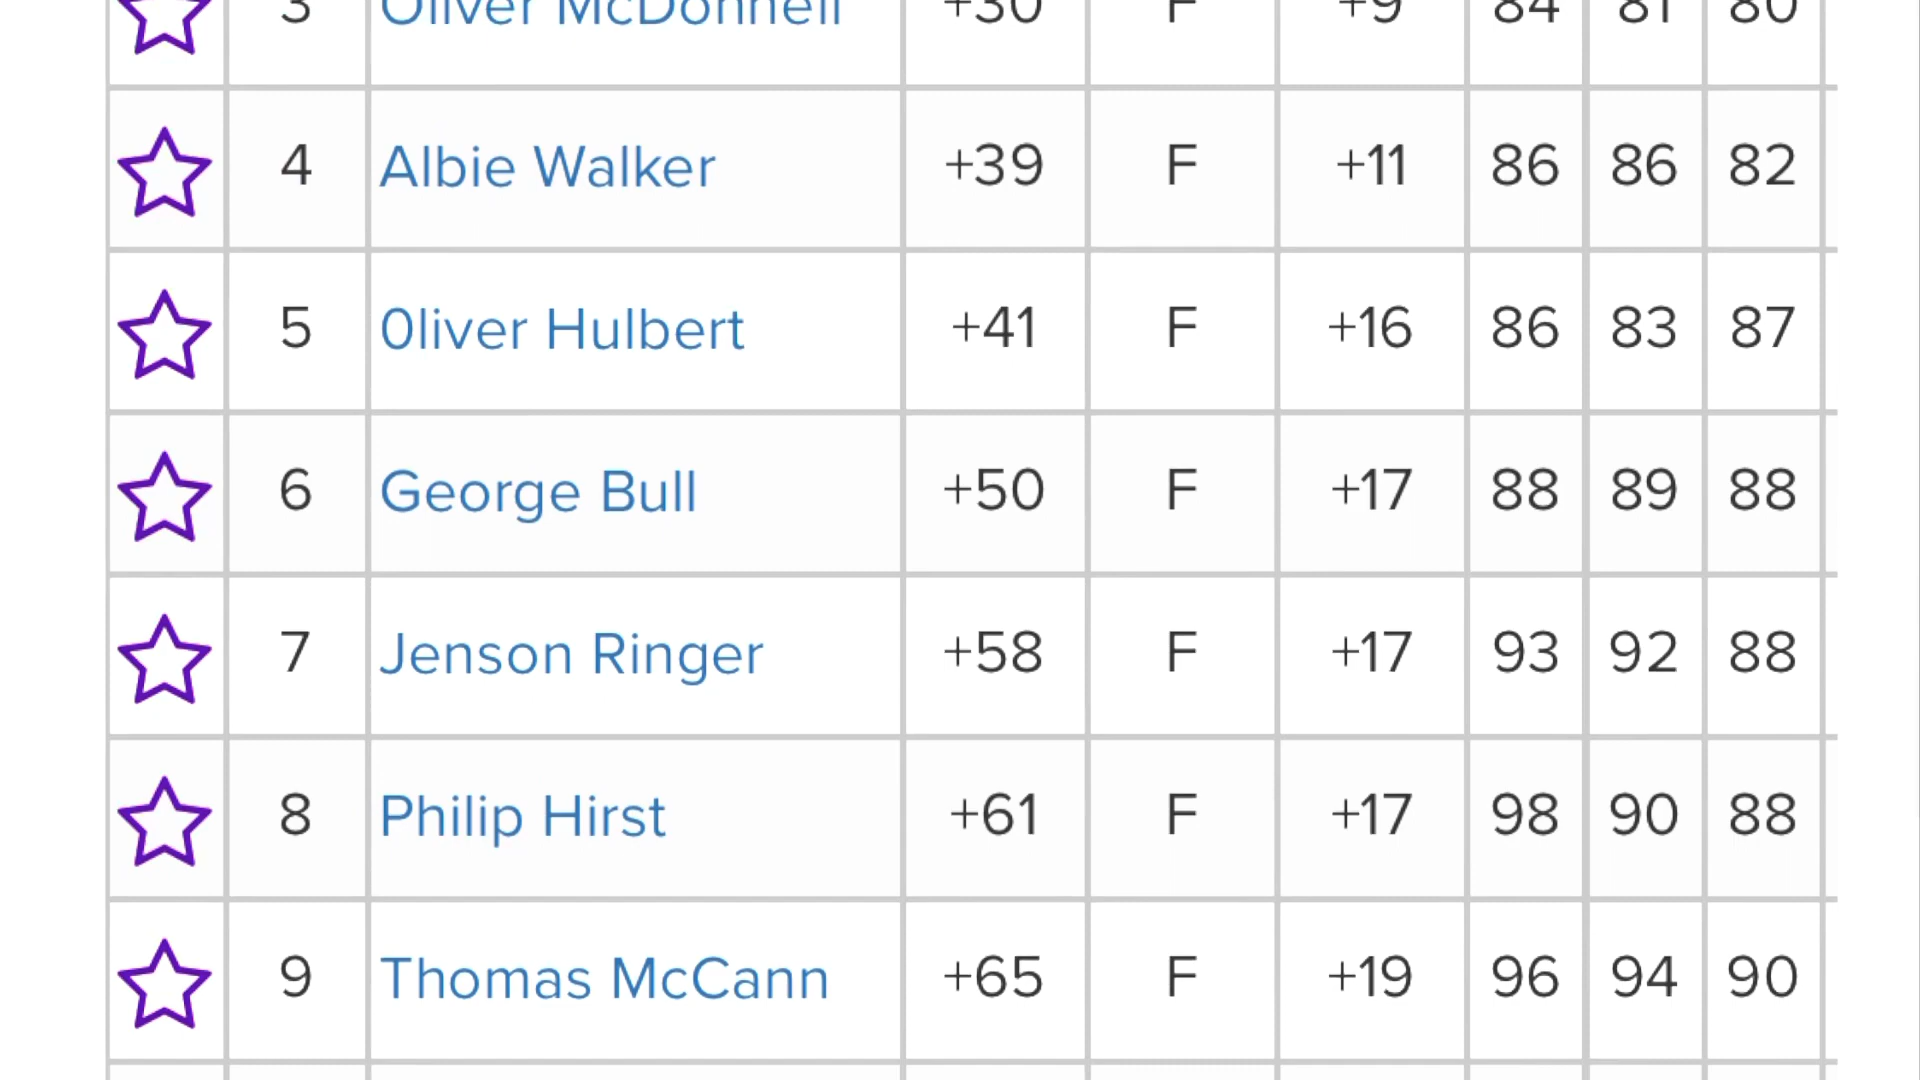 3 Oliver McDonnell +30 F +9 84 81 80
4 Albie Walker +39 F +11 86 86 82
5 0liver Hulbert +41 F +16 86 83 87
6 George Bull +50 F +17 88 89 88
7 Jenson Ringer +58 F +17 93 92 88
8 Philip Hirst +61 F +17 98 90 88
9 Thomas McCann +65 F +19 96 94 90